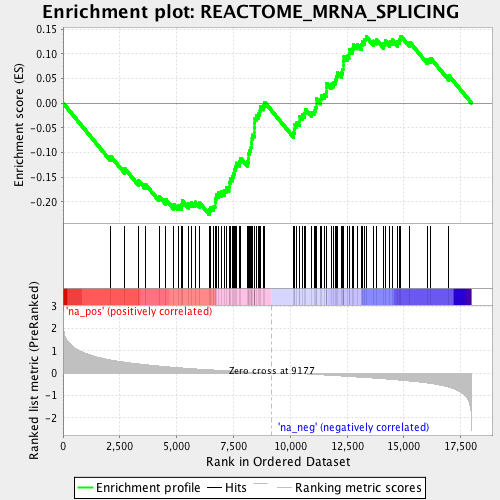 Enrichment plot: REACTOME_MRNA_SPLICING
Enrichment score (ES)
0.15
0.10
0.05
0.00
-0.05
-0.10
-0.15
-0.20
'na_pos' (positively correlated)
Ranked list metric (PreRanked)
3
2
1
0
-1
-2
Zero cross at 9177
'na_neg' (negatively correlated)
0
2,500
5,000
7,500
10,000
12,500
15,000
17,500
Rank in Ordered Dataset
Enrichment profile
Hits
Ranking metric scores